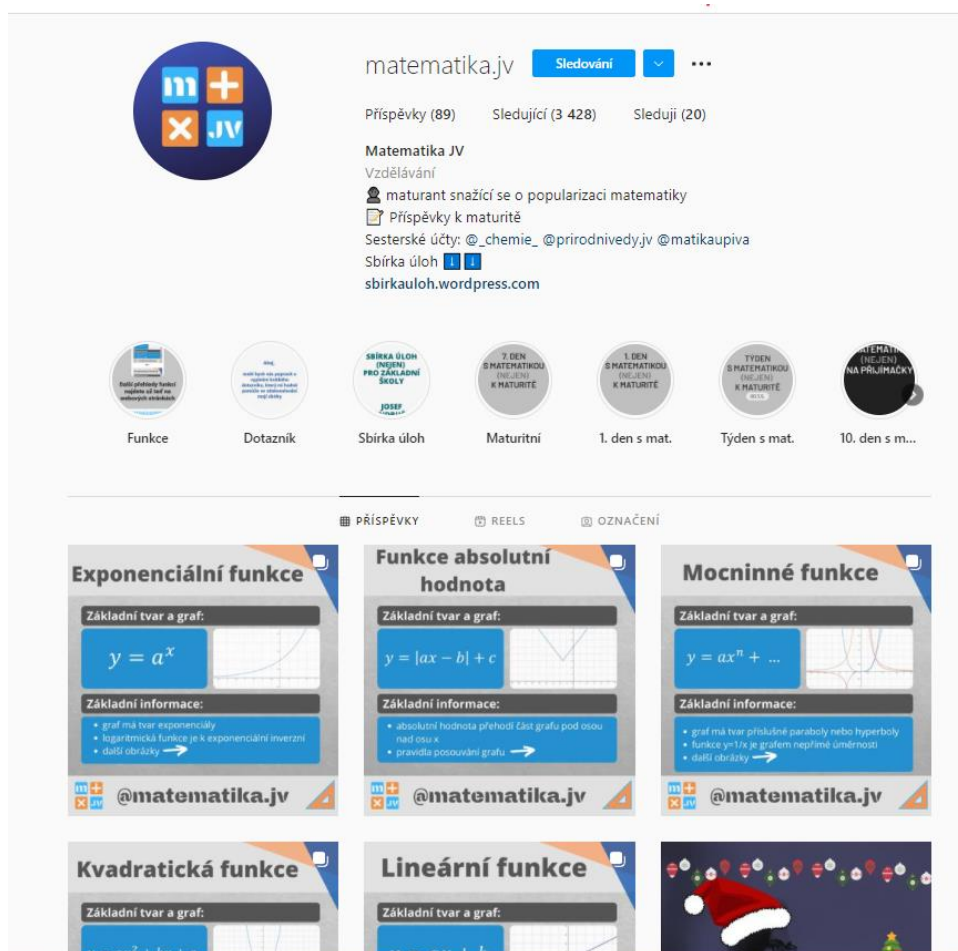 m +
x JV
matematika.jv Sledování
Příspěvky (89) Sledující (3 428) Sleduji (20)
Matematika JV
Vzdělávání
maturant snažící se o popularizaci matematiky
Příspěvky k maturitě
Sesterské účty: @_chemie_ @prirodnivedy.jv @matikaupiva
Sbírka úloh
sbirkauloh.wordpress.com
SBÍRKA ÚLOH
(NEJEN)
PRO ZÁKLADNÍ
ŠKOLY
JOSEF
7. DEN
S MATEMATIKOU
(NEJEN)
K MATURITĚ
1. DEN
S MATEMATIKOU
(NEJEN)
K MATURITĚ
TÝDEN
S MATEMATIKOU
(NEJEN)
K MATURITĚ
(NEJEN)
NA PŘIJÍMAČKY
Funkce Dotazník Sbírka úloh Maturitní 1. den s mat. Týden s mat. 10. den s m...
PŘÍSPĚVKY REELS OZNAČENÍ
Exponenciální funkce
Základní tvar a graf:
y = a^x
Základní informace:
• graf má tvar exponenciály
• logaritmická funkce je k exponenciální inverzní
• další obrázky
m +
x JV
@matematika.jv
Funkce absolutní
hodnota
Základní tvar a graf:
y = |ax − b| + c
Základní informace:
• absolutní hodnota přehodí část grafu pod osou
nad osu x
• pravidla posouvání grafu
m +
x JV
@matematika.jv
Mocninné funkce
Základní tvar a graf:
y = ax^n + ...
Základní informace:
• graf má tvar příslušné paraboly nebo hyperboly
• funkce y=1/x je grafem nepřímé úměrnosti
• další obrázky
m +
x JV
@matematika.jv
Kvadratická funkce
Základní tvar a graf:
Lineární funkce
Základní tvar a graf: